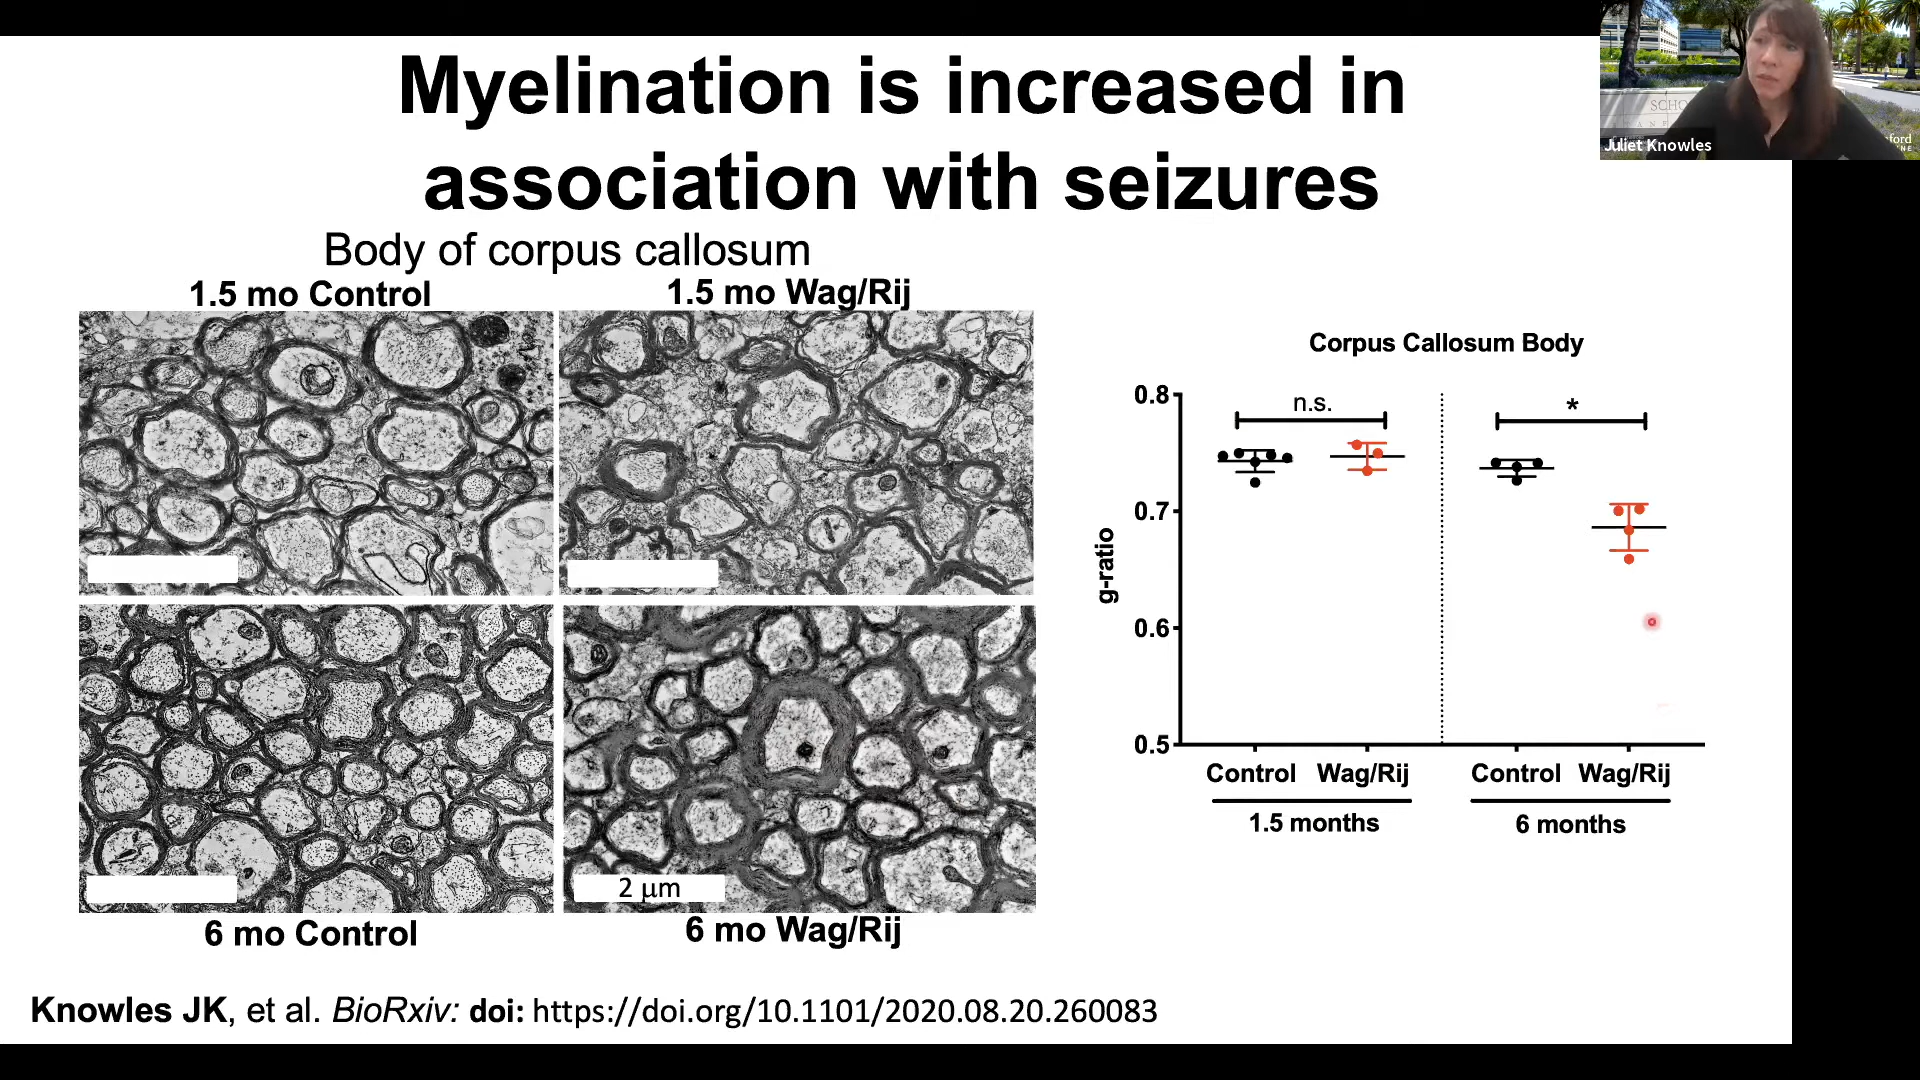 Myelination is increased in
association with seizures
Body of corpus callosum
1.5 mo Control
1.5 mo Wag/Rij
2 µm
6 mo Control
6 mo Wag/Rij
Corpus Callosum Body
n.s.
*
0.8
0.7
0.6
0.5
g-ratio
Control Wag/Rij Control Wag/Rij
1.5 months 6 months
Knowles JK, et al. BioRxiv: doi: https://doi.org/10.1101/2020.08.20.260083
Juliet Knowles